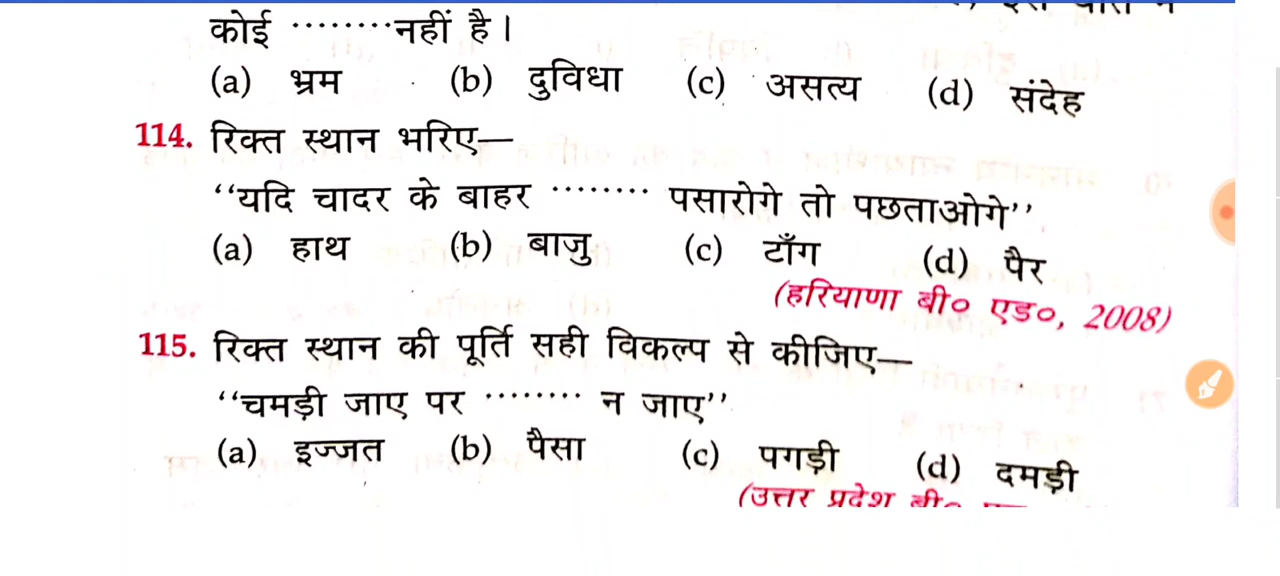 कोई ········नहीं है।
(a) भ्रम (b) दुविधा (c) असत्य (d) संदेह
114. रिक्त स्थान भरिए—
‘‘यदि चादर के बाहर ········ पसारोगे तो पछताओगे’’
(a) हाथ (b) बाजु (c) टाँग (d) पैर
(हरियाणा बी० एड०, 2008)
115. रिक्त स्थान की पूर्ति सही विकल्प से कीजिए—
‘‘चमड़ी जाए पर ········ न जाए’’
(a) इज्जत (b) पैसा (c) पगड़ी (d) दमड़ी
(उत्तर प्रदेश बी०